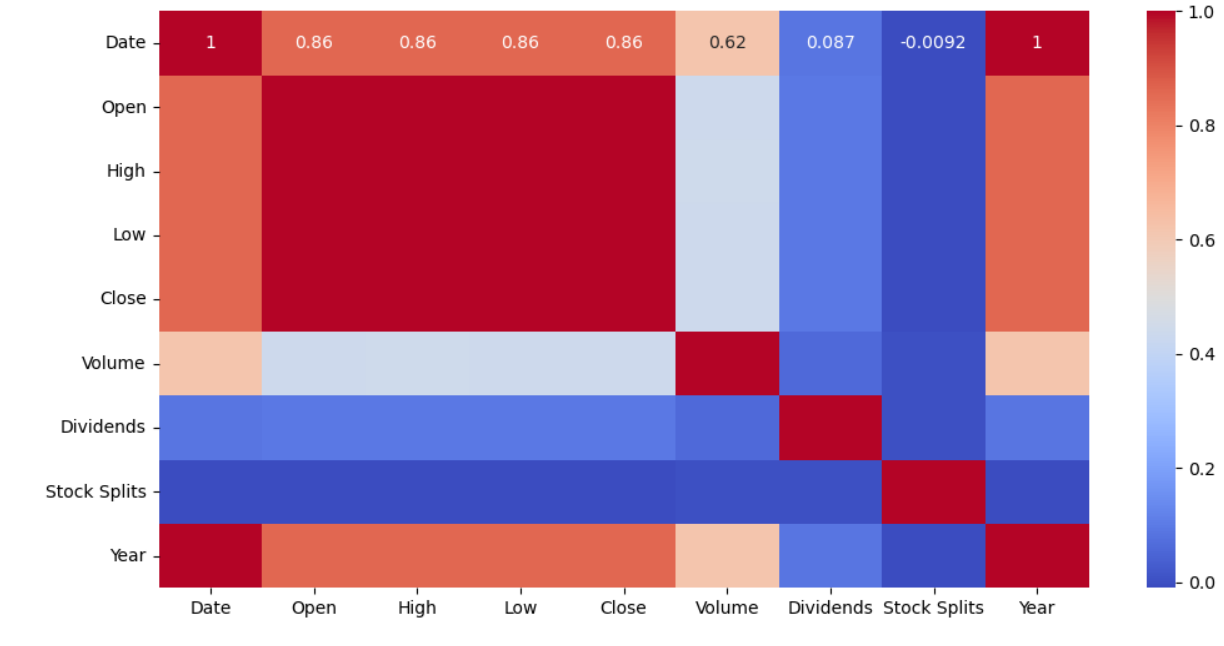 Date 1 0.86 0.86 0.86 0.86 0.62 0.087 -0.0092 1
Open
High
Low
Close
Volume
Dividends
Stock Splits
Year
Date Open High Low Close Volume Dividends Stock Splits Year
1.0
0.8
0.6
0.4
0.2
0.0